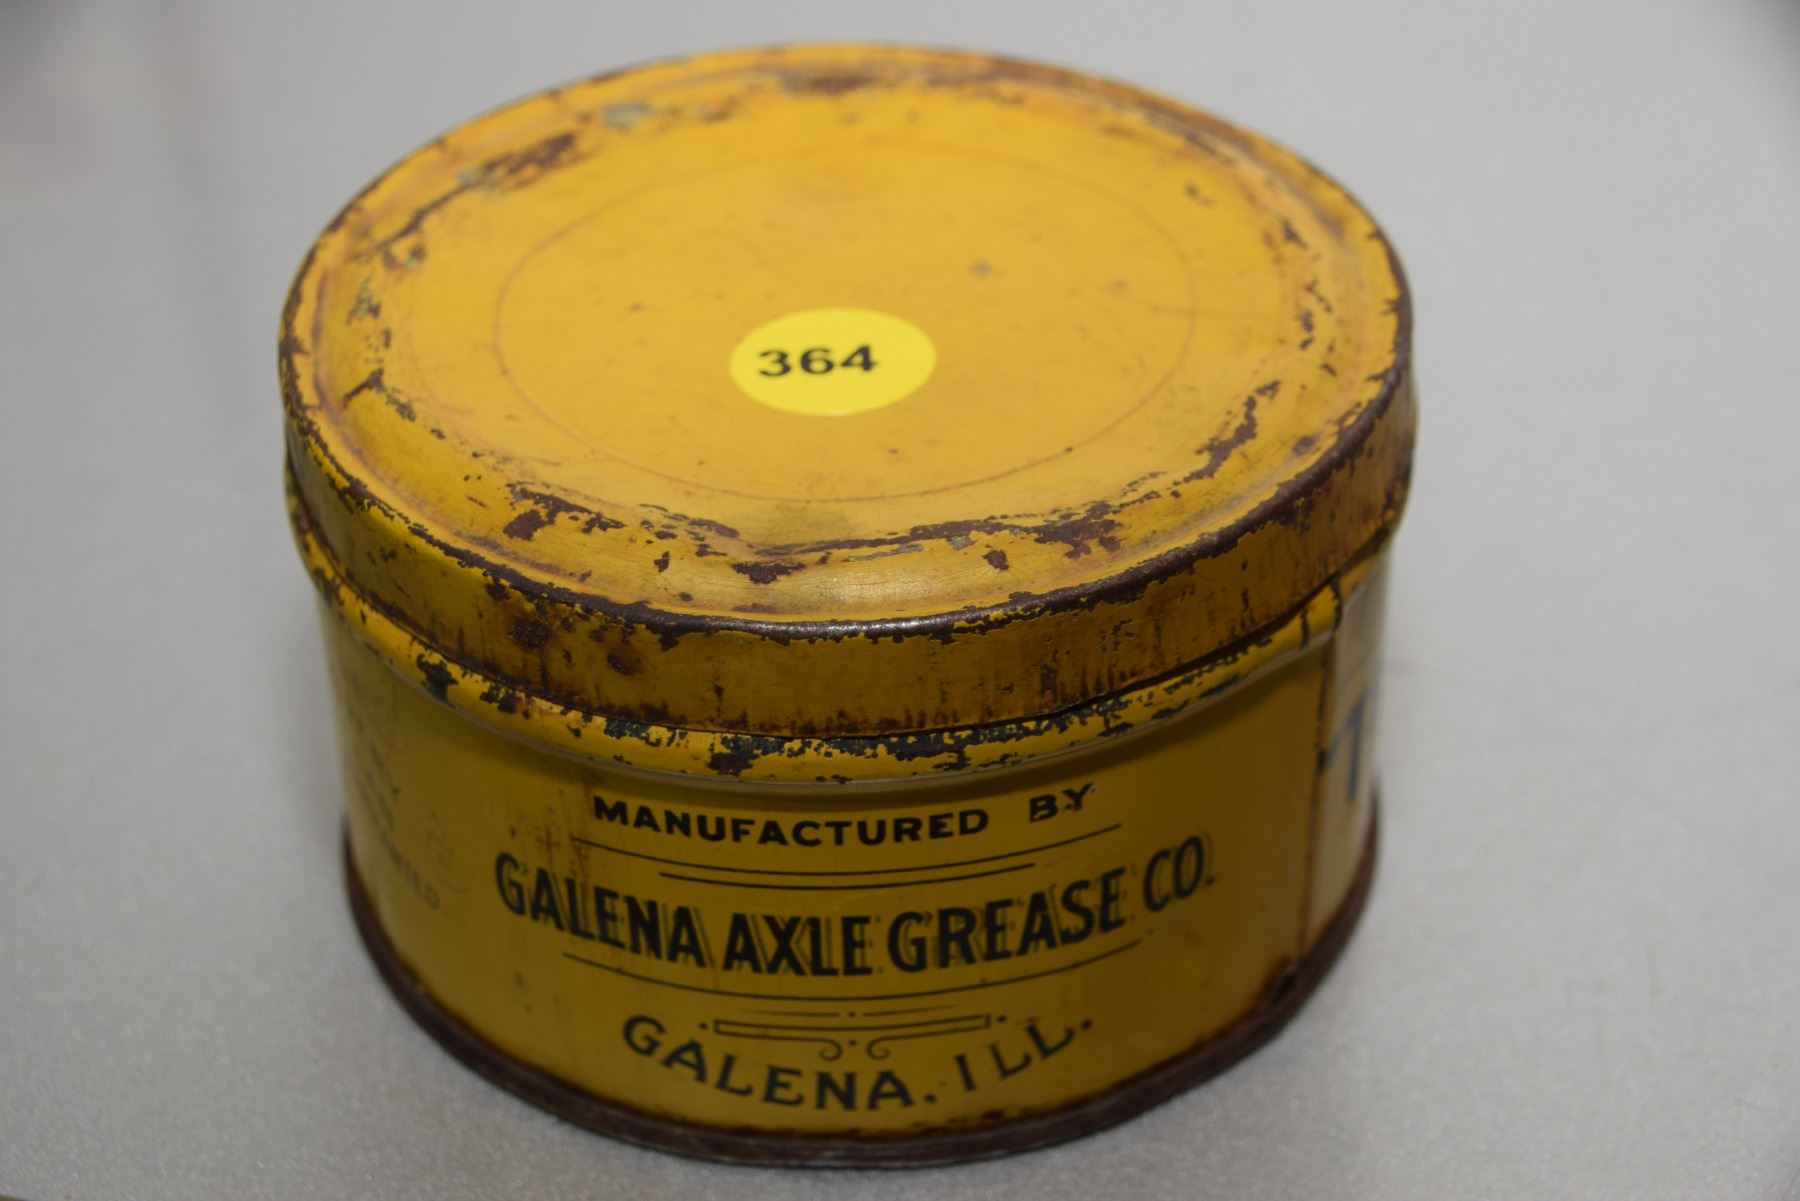 364
MANUFACTURED BY
GALENA AXLE GREASE CO.
GALENA. ILL.